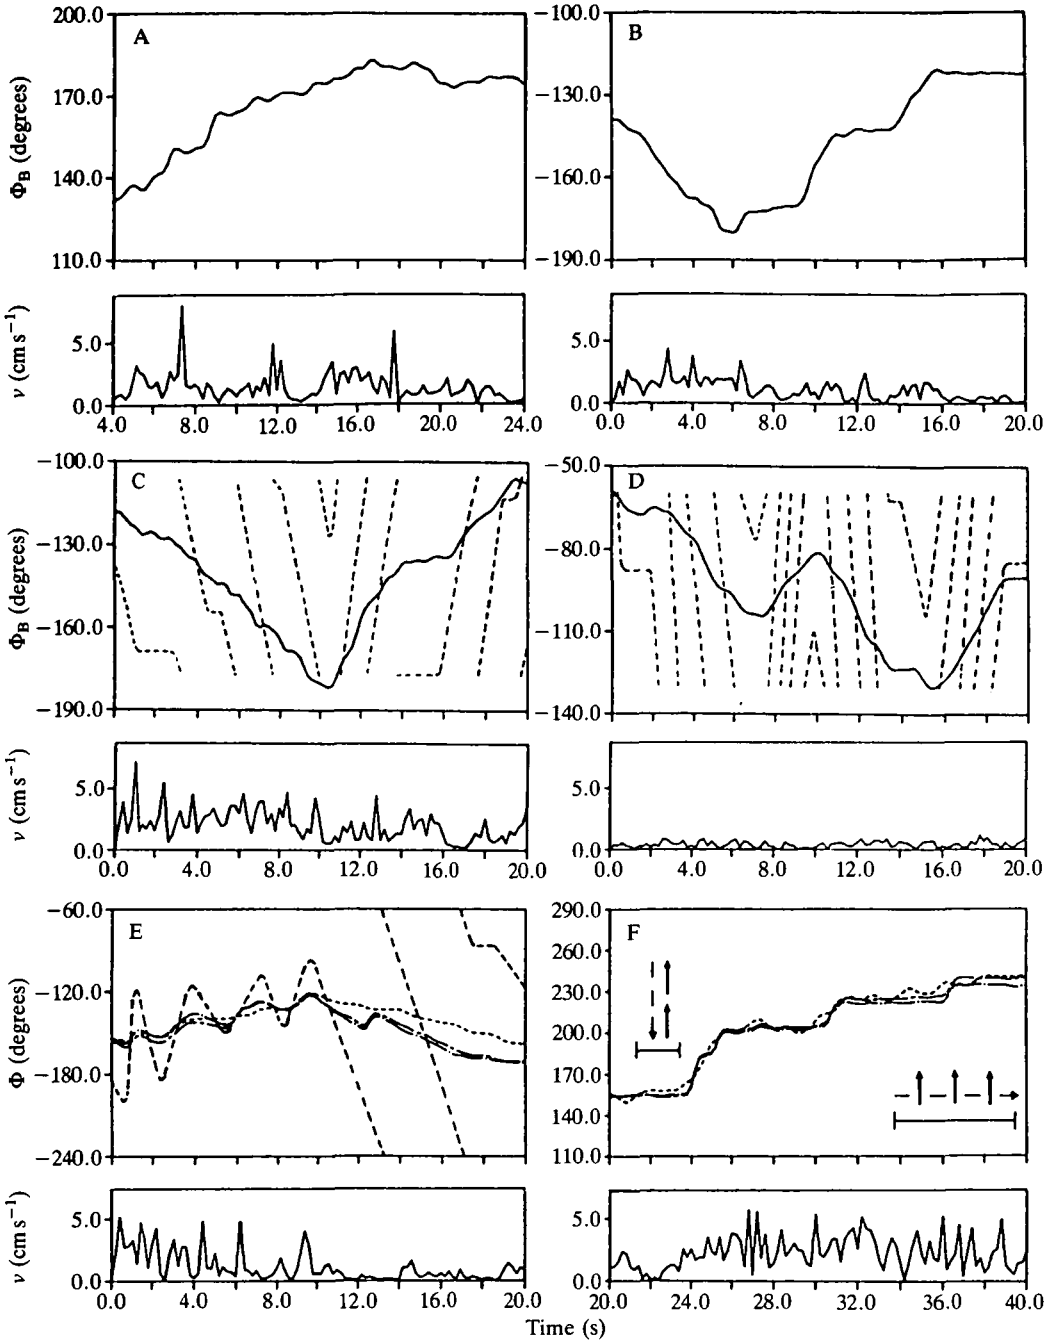 200.0
170.0
140.0
110.0
Φ_B (degrees)
A
−100.0
−130.0
−160.0
−190.0
B
5.0
0.0
ν (cm s⁻¹)
4.0 8.0 12.0 16.0 20.0 24.0
5.0
0.0
0.0 4.0 8.0 12.0 16.0 20.0
−100.0
−130.0
−160.0
−190.0
Φ_B (degrees)
C
−50.0
−80.0
−110.0
−140.0
D
5.0
0.0
ν (cm s⁻¹)
0.0 4.0 8.0 12.0 16.0 20.0
5.0
0.0
0.0 4.0 8.0 12.0 16.0 20.0
−60.0
−120.0
−180.0
−240.0
Φ (degrees)
E
290.0
260.0
230.0
200.0
170.0
140.0
110.0
F
5.0
0.0
ν (cm s⁻¹)
0.0 4.0 8.0 12.0 16.0 20.0
5.0
0.0
20.0 24.0 28.0 32.0 36.0 40.0
Time (s)